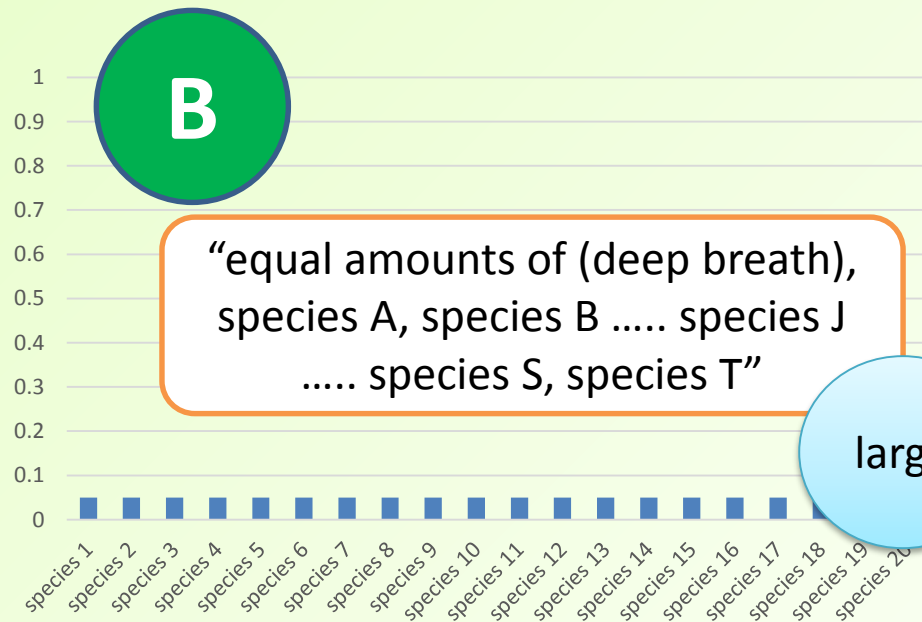 B
1
0.9
0.8
0.7
0.6
0.5
0.4
0.3
0.2
0.1
0
“equal amounts of (deep breath),
species A, species B ..... species J
..... species S, species T”
larg
species 1
species 2
species 3
species 4
species 5
species 6
species 7
species 8
species 9
species 10
species 11
species 12
species 13
species 14
species 15
species 16
species 17
species 18
species 19
species 20